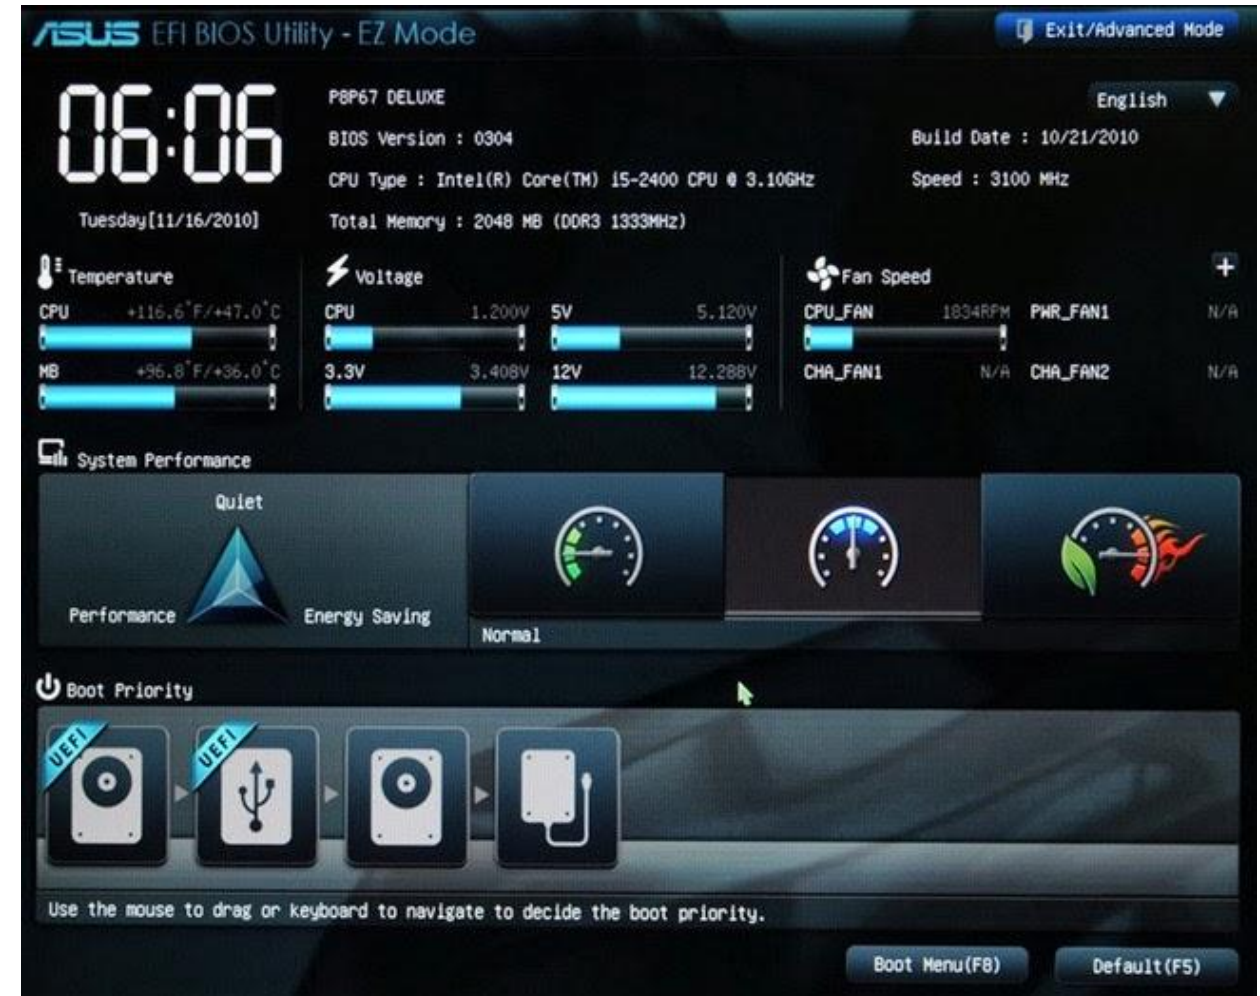 ASUS EFI BIOS Utility - EZ Mode
Exit/Advanced Mode
06:06
Tuesday[11/16/2010]
P8P67 DELUXE
English
BIOS Version : 0304
Build Date : 10/21/2010
CPU Type : Intel(R) Core(TM) i5-2400 CPU @ 3.10GHz
Speed : 3100 MHz
Total Memory : 2048 MB (DDR3 1333MHz)
Temperature
CPU +116.6°F/+47.0°C
MB +96.8°F/+36.0°C
Voltage
CPU 1.200V 5V 5.120V
3.3V 3.408V 12V 12.288V
Fan Speed
+
CPU_FAN 1834RPM PWR_FAN1 N/A
CHA_FAN1 N/A CHA_FAN2 N/A
System Performance
Quiet
Performance
Energy Saving
Normal
Boot Priority
UEFI
UEFI
Use the mouse to drag or keyboard to navigate to decide the boot priority.
Boot Menu(F8)
Default(F5)